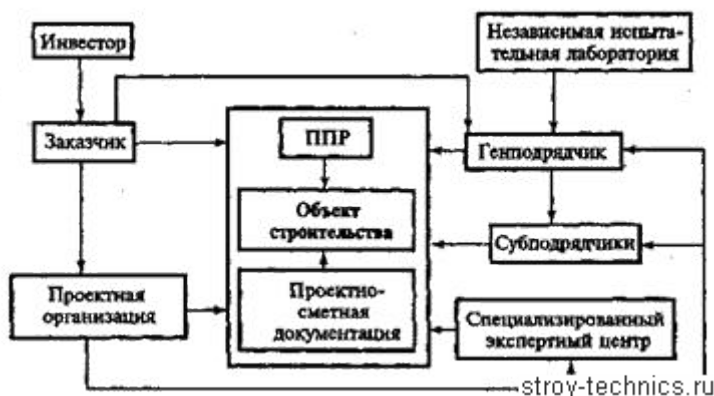 Инвестор
Независимая испыта-
тельная лаборатория
Заказчик
ППР
Генподрядчик
Объект
строительства
Субподрядчики
Проектная
организация
Проектно-
сметная
документация
Специализированный
экспертный центр
stroy-technics.ru